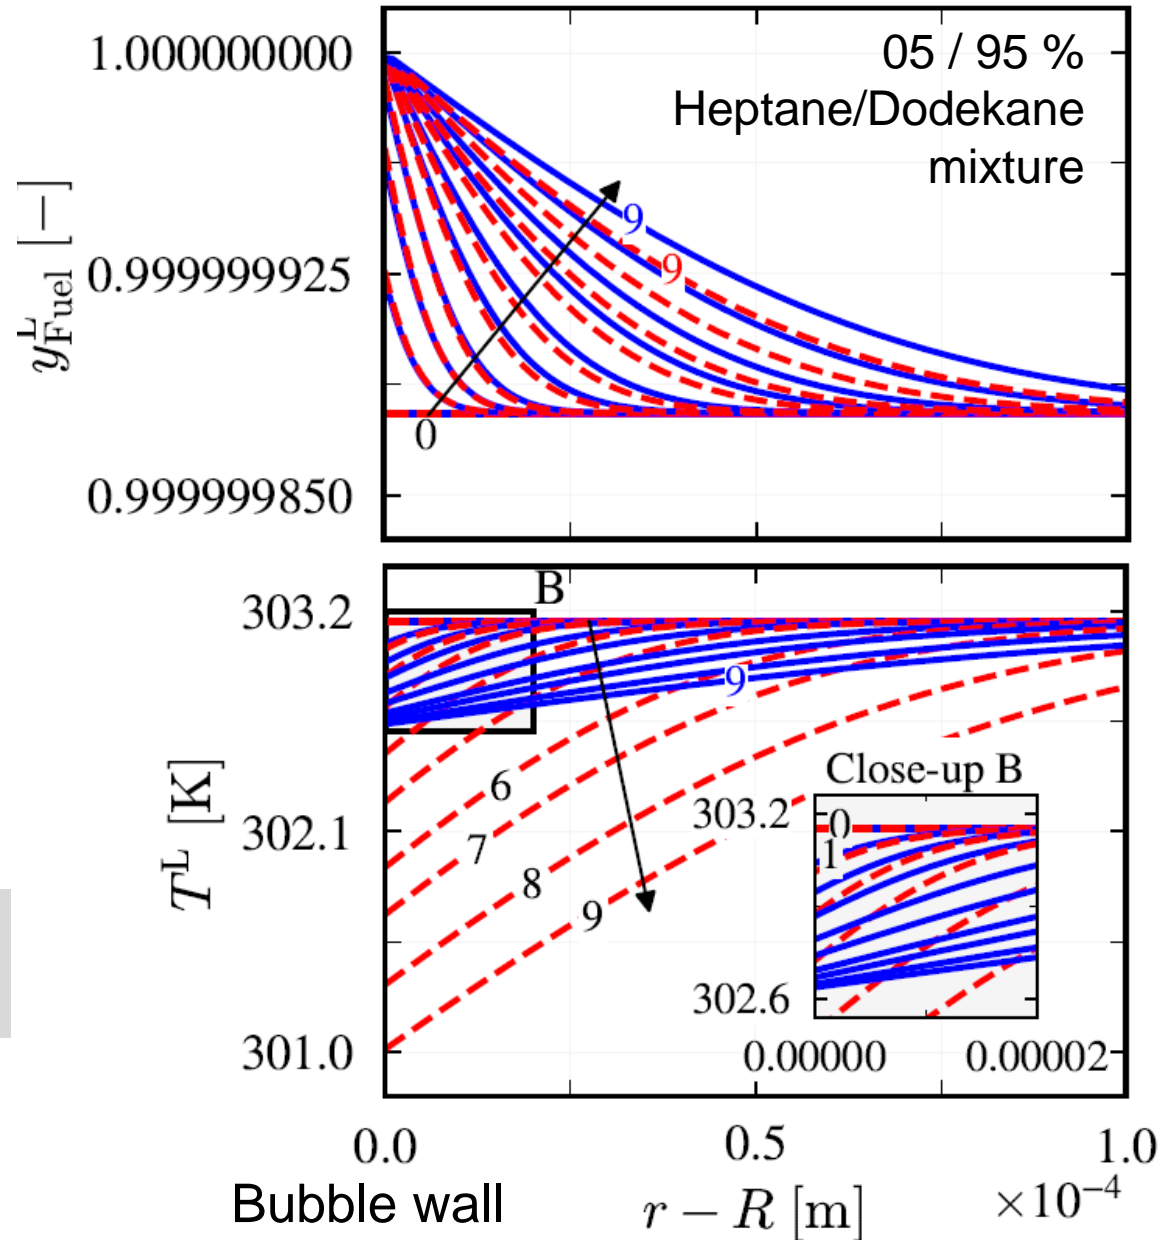 1.000000000
05 / 95 %
Heptane/Dodekane
mixture
y^L_Fuel [−]
9
9
0.999999925
0
0.999999850
B
303.2
9
T^L [K]
6
302.1
7
8
9
Close-up B
303.2
0
1
302.6
0.00000 0.00002
301.0
0.0 0.5 1.0
Bubble wall
r − R [m]
×10^−4